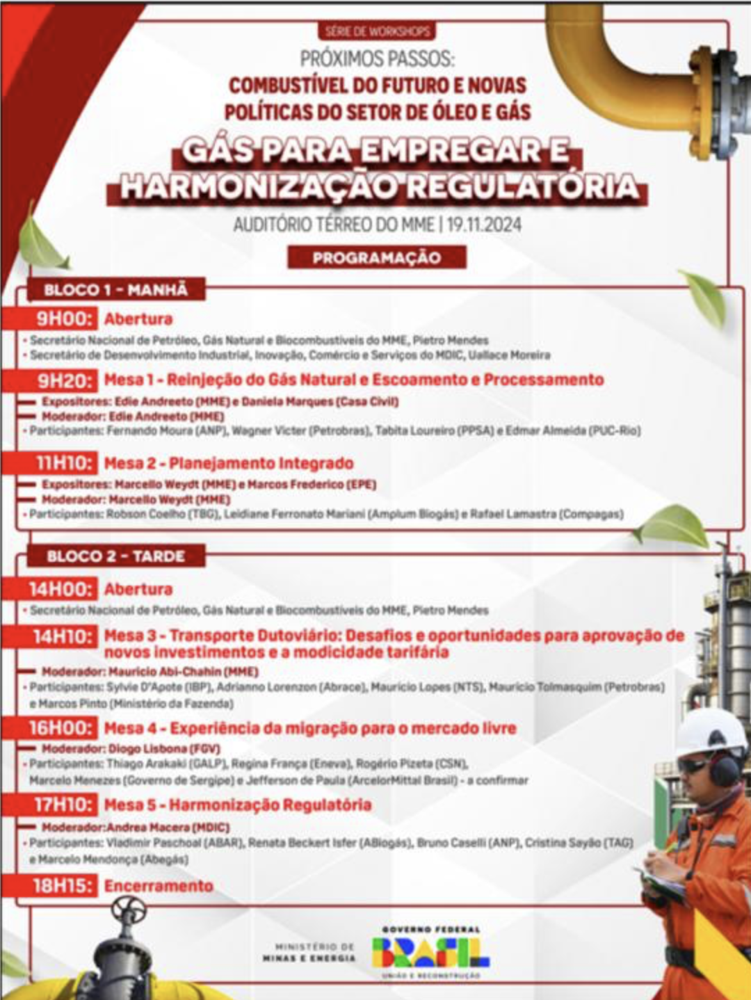 SÉRIE DE WORKSHOPS
PRÓXIMOS PASSOS:
COMBUSTÍVEL DO FUTURO E NOVAS
POLÍTICAS DO SETOR DE ÓLEO E GÁS
GÁS PARA EMPREGAR E
HARMONIZAÇÃO REGULATÓRIA
AUDITÓRIO TÉRREO DO MME | 19.11.2024
PROGRAMAÇÃO
BLOCO 1 - MANHÃ
9H00: Abertura
• Secretário Nacional de Petróleo, Gás Natural e Biocombustíveis do MME, Pietro Mendes
• Secretário de Desenvolvimento Industrial, Inovação, Comércio e Serviços do MDIC, Uallace Moreira
9H20: Mesa 1 - Reinjeção do Gás Natural e Escoamento e Processamento
Expositores: Edie Andreeto (MME) e Daniela Marques (Casa Civil)
Moderador: Edie Andreeto (MME)
• Participantes: Fernando Moura (ANP), Wagner Victer (Petrobras), Tabita Loureiro (PPSA) e Edmar Almeida (PUC-Rio)
11H10: Mesa 2 - Planejamento Integrado
Expositores: Marcello Weydt (MME) e Marcos Frederico (EPE)
Moderador: Marcello Weydt (MME)
• Participantes: Robson Coelho (TBG), Leidiane Ferronato Mariani (Amplum Biogás) e Rafael Lamastra (Compagas)
BLOCO 2 - TARDE
14H00: Abertura
• Secretário Nacional de Petróleo, Gás Natural e Biocombustíveis do MME, Pietro Mendes
14H10: Mesa 3 - Transporte Dutoviário: Desafios e oportunidades para aprovação de
novos investimentos e a modicidade tarifária
Moderador: Mauricio Abi-Chahin (MME)
• Participantes: Sylvie D'Apote (IBP), Adrianno Lorenzon (Abrace), Mauricio Lopes (NTS), Mauricio Tolmasquim (Petrobras)
e Marcos Pinto (Ministério da Fazenda)
16H00: Mesa 4 - Experiência da migração para o mercado livre
Moderador: Diogo Lisbona (FGV)
• Participantes: Thiago Arakaki (GALP), Regina França (Eneva), Rogério Pizeta (CSN),
Marcelo Menezes (Governo de Sergipe) e Jefferson de Paula (ArcelorMittal Brasil) - a confirmar
17H10: Mesa 5 - Harmonização Regulatória
Moderador:Andrea Macera (MDIC)
• Participantes: Vladimir Paschoal (ABAR), Renata Beckert Isfer (ABiogás), Bruno Caselli (ANP), Cristina Sayão (TAG)
e Marcelo Mendonça (Abegás)
18H15: Encerramento
MINISTÉRIO DE
MINAS E ENERGIA
GOVERNO FEDERAL
BRASIL
UNIÃO E RECONSTRUÇÃO